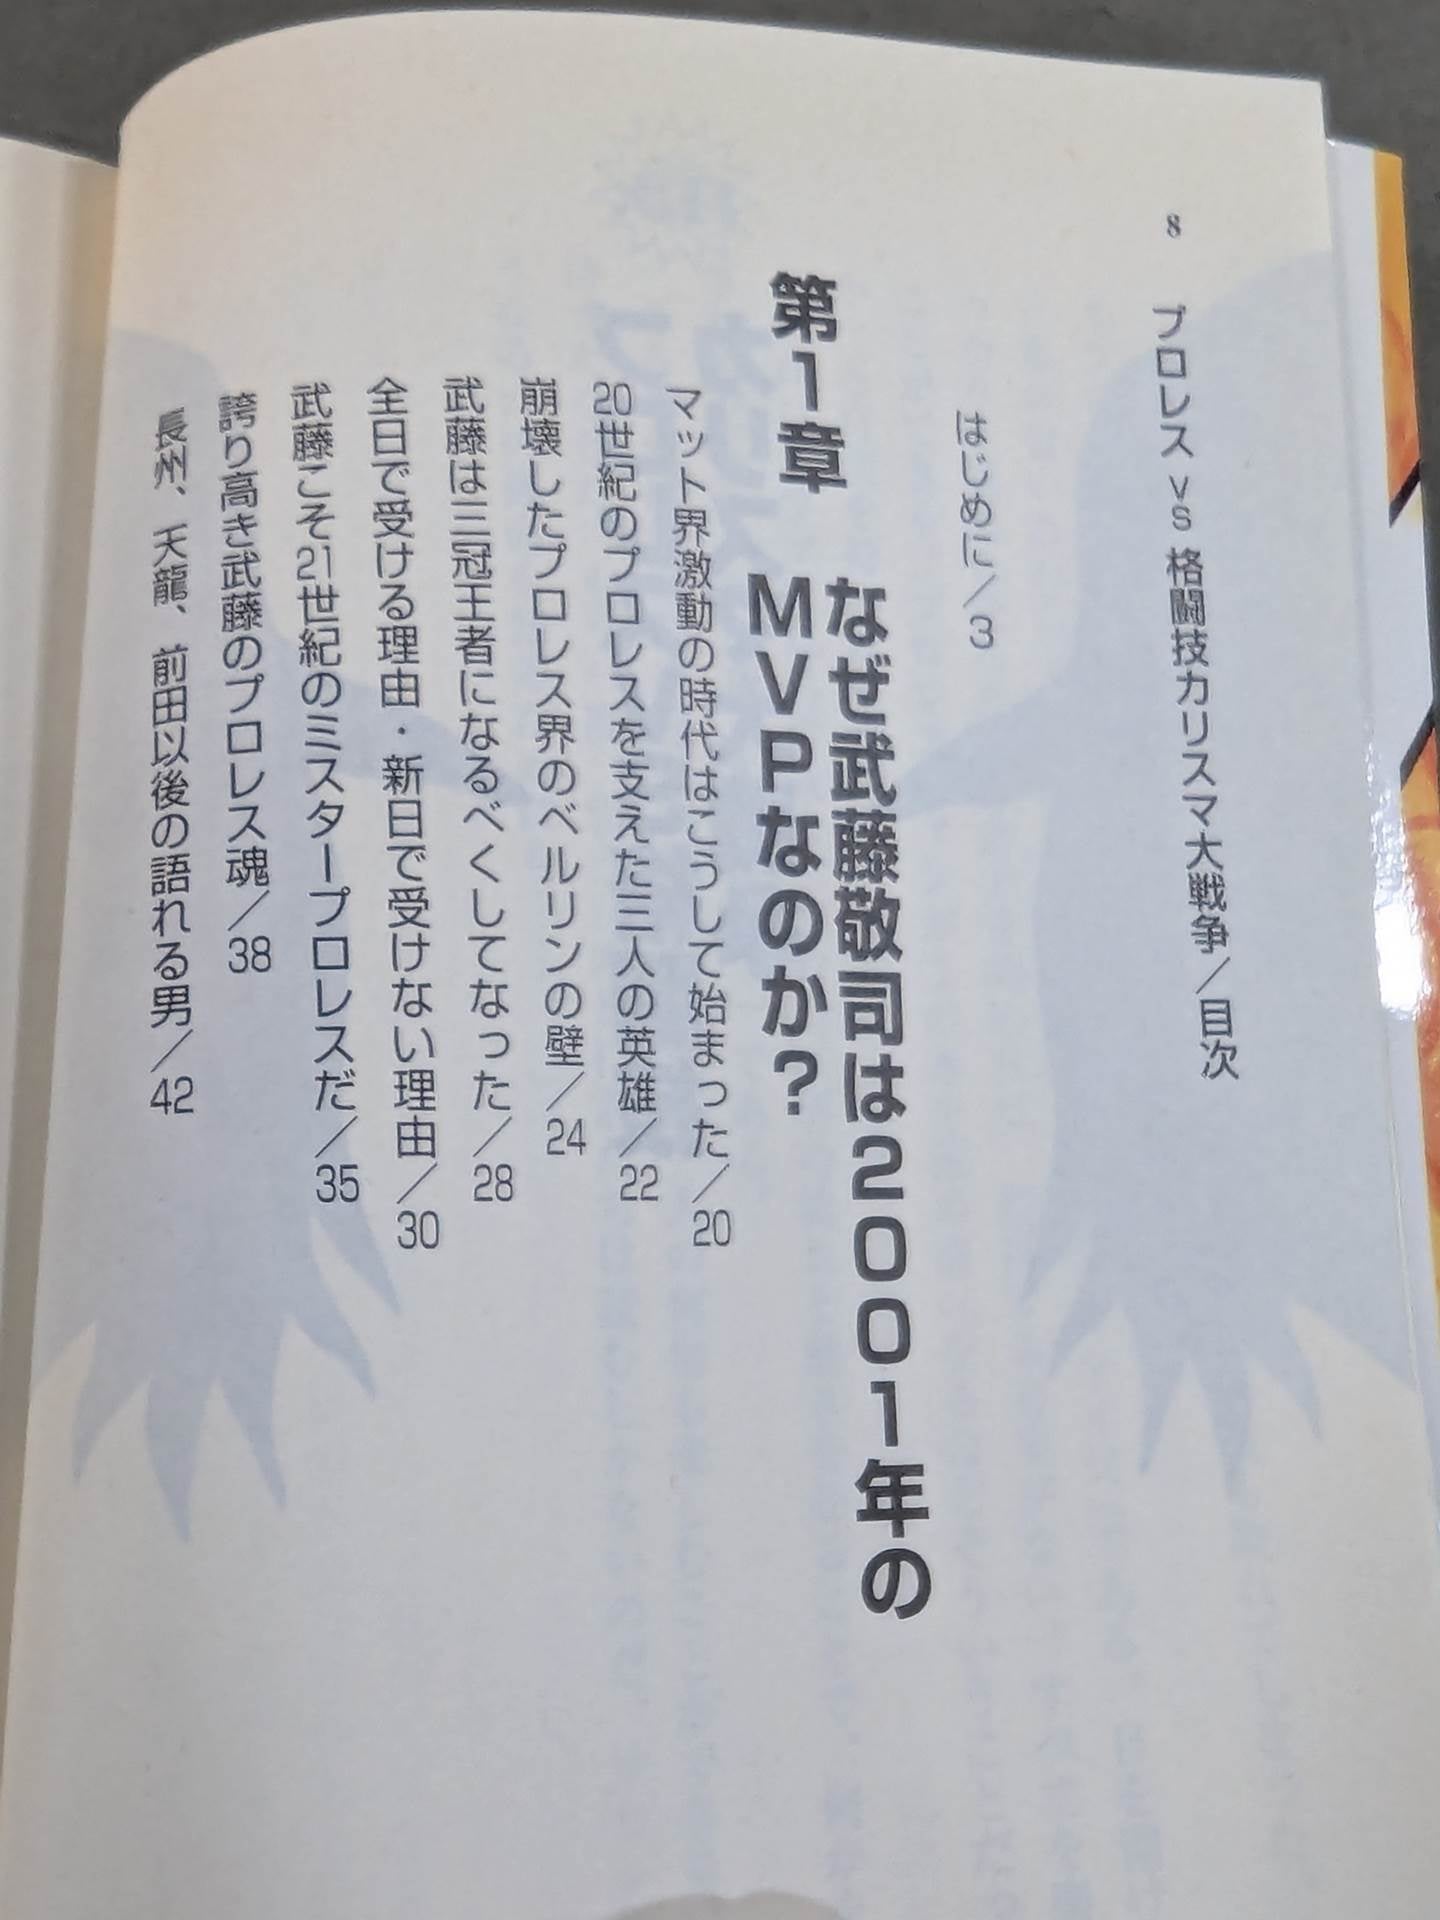 8
プロレス vs 格闘技カリスマ大戦争／目次
はじめに／3
第1章
なぜ武藤敬司は2001年の
MVPなのか?
マット界激動の時代はこうして始まった／20
20世紀のプロレスを支えた三人の英雄／22
崩壊したプロレス界のベルリンの壁／24
武藤は三冠王者になるべくしてなった／28
全日で受ける理由・新日で受けない理由／30
武藤こそ21世紀のミスタープロレスだ／35
誇り高き武藤のプロレス魂／38
長州、天龍、前田以後の語れる男／42